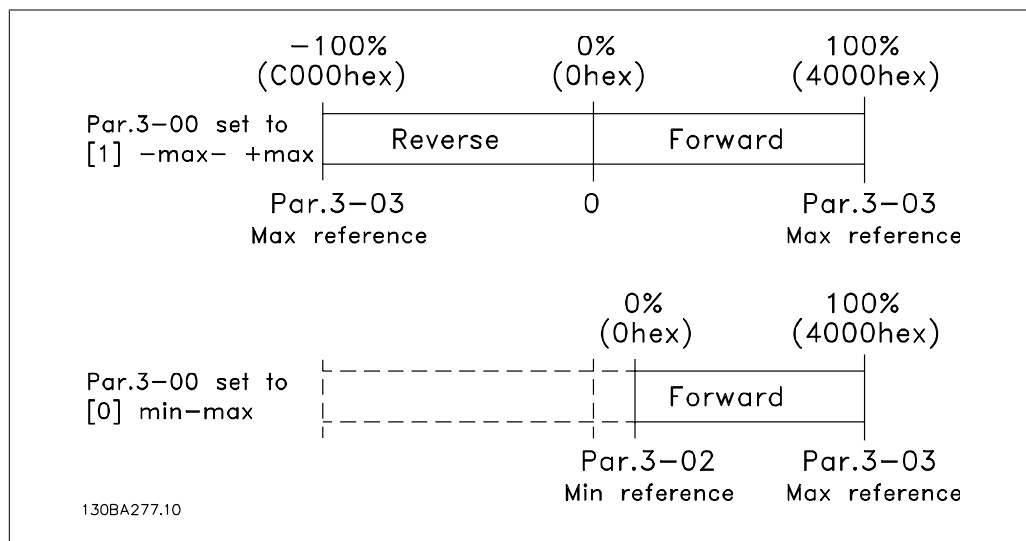 -100% 0% 100%
(C000hex) (0hex) (4000hex)
Par.3-00 set to
[1] -max- +max
Reverse Forward
Par.3-03 0 Par.3-03
Max reference Max reference
0% 100%
(0hex) (4000hex)
Par.3-00 set to
[0] min-max
Forward
Par.3-02 Par.3-03
Min reference Max reference
130BA277.10